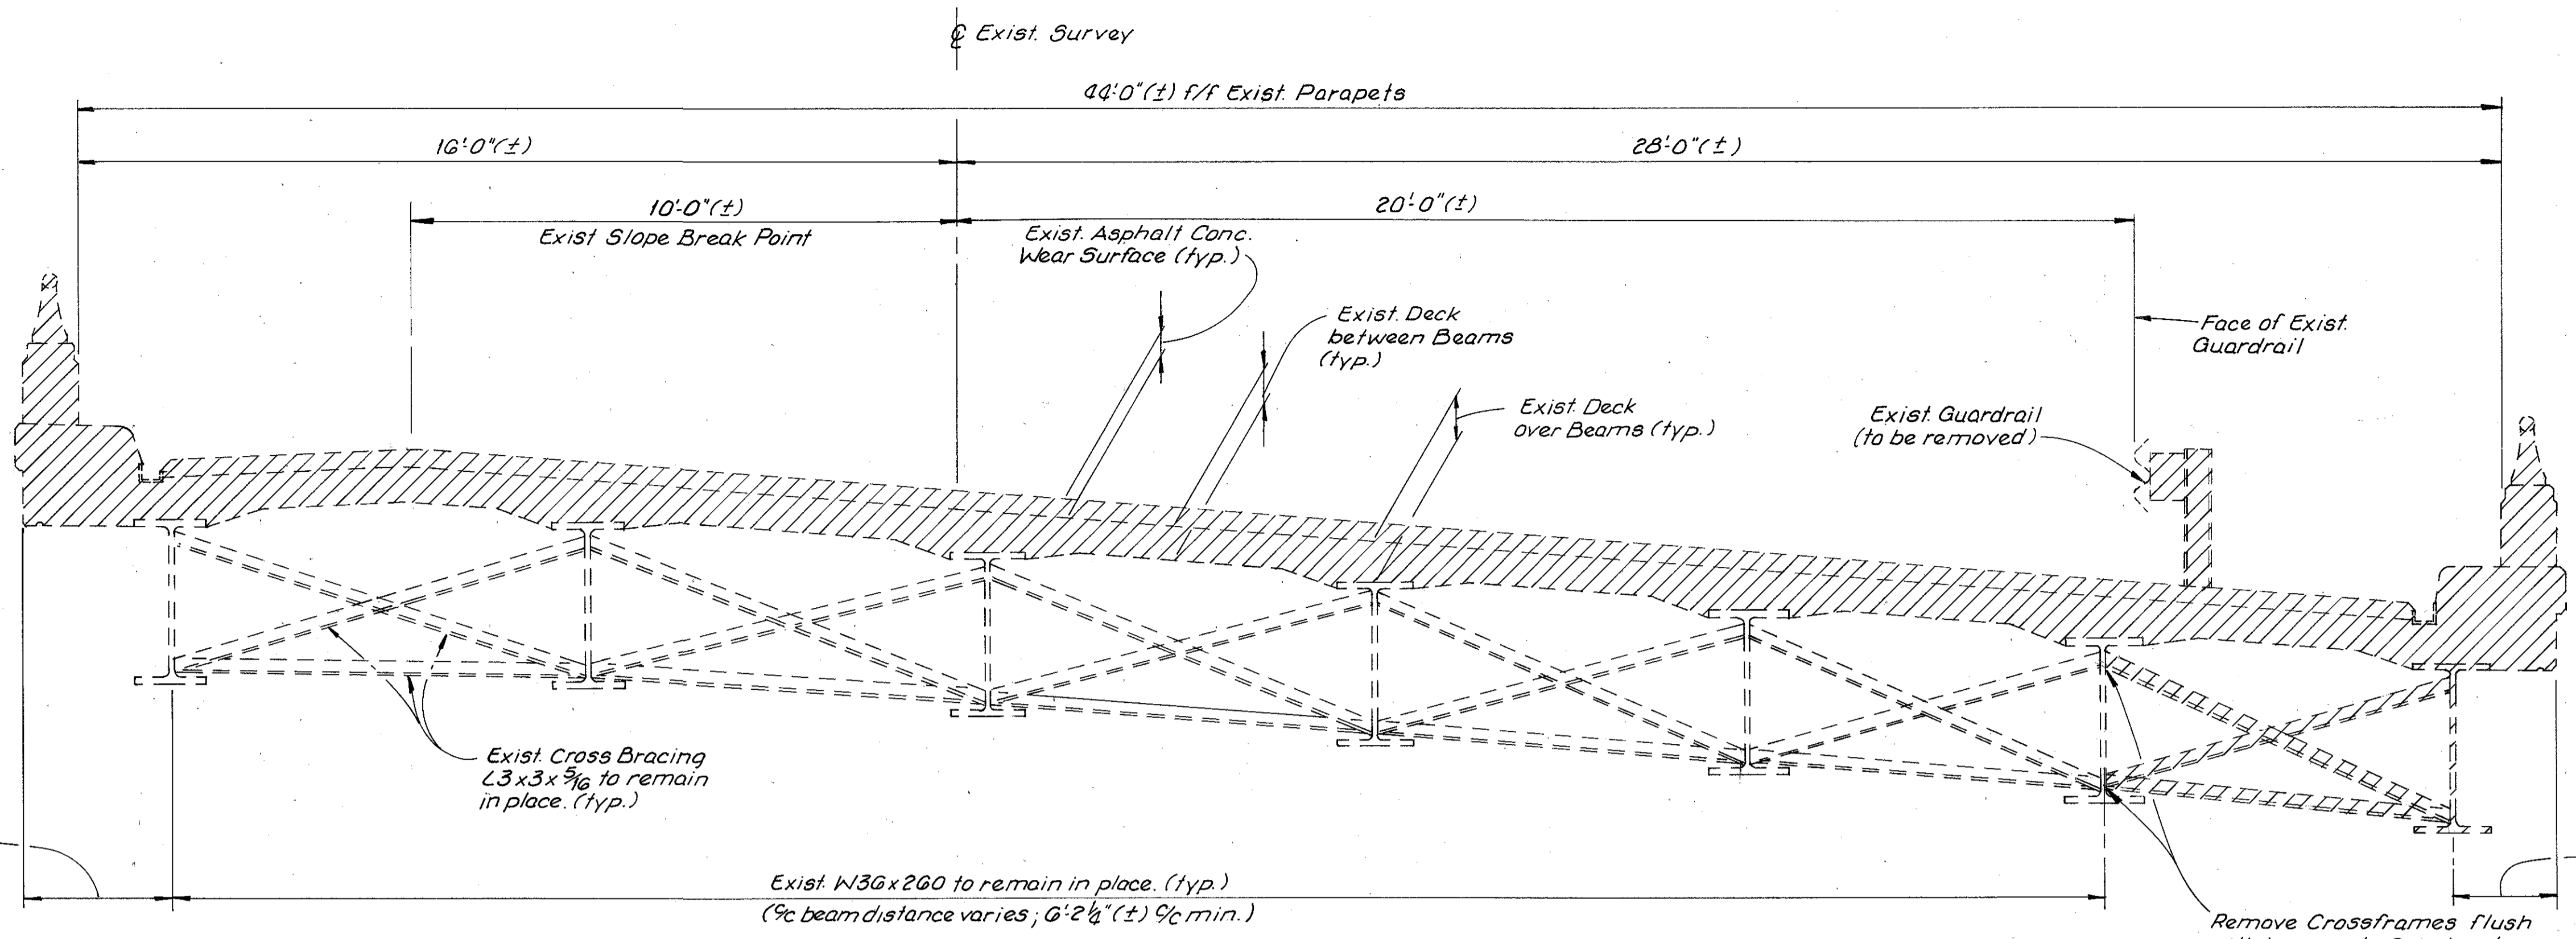 ℄ Exist. Survey
44'-0"(±) f/f Exist. Parapets
16'-0"(±)
28'-0"(±)
10'-0"(±)
20'-0"(±)
Exist Slope Break Point
Exist. Asphalt Conc.
Wear Surface (typ.)
Exist. Deck
between Beams
(typ.)
Face of Exist.
Guardrail
Exist. Deck
over Beams (typ.)
Exist. Guardrail
(to be removed)
Exist. Cross Bracing
L3x3x5/16 to remain
in place. (typ.)
Exist. W36x260 to remain in place. (typ.)
(c/c beam distance varies; 6'-2¼"(±) c/c min.)
Remove Crossframes flush